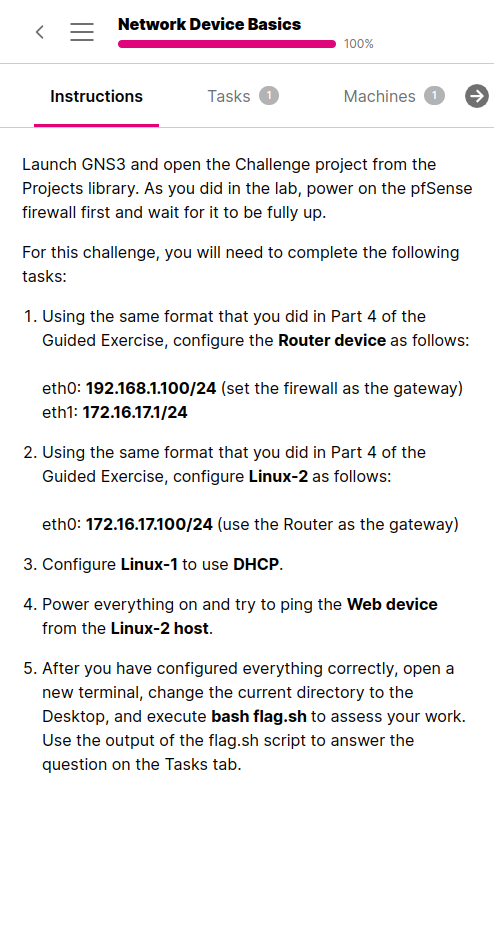 Network Device Basics
100%
Instructions
Tasks 1
Machines 1
Launch GNS3 and open the Challenge project from the
Projects library. As you did in the lab, power on the pfSense
firewall first and wait for it to be fully up.
For this challenge, you will need to complete the following
tasks:
1. Using the same format that you did in Part 4 of the
Guided Exercise, configure the Router device as follows:
eth0: 192.168.1.100/24 (set the firewall as the gateway)
eth1: 172.16.17.1/24
2. Using the same format that you did in Part 4 of the
Guided Exercise, configure Linux-2 as follows:
eth0: 172.16.17.100/24 (use the Router as the gateway)
3. Configure Linux-1 to use DHCP.
4. Power everything on and try to ping the Web device
from the Linux-2 host.
5. After you have configured everything correctly, open a
new terminal, change the current directory to the
Desktop, and execute bash flag.sh to assess your work.
Use the output of the flag.sh script to answer the
question on the Tasks tab.